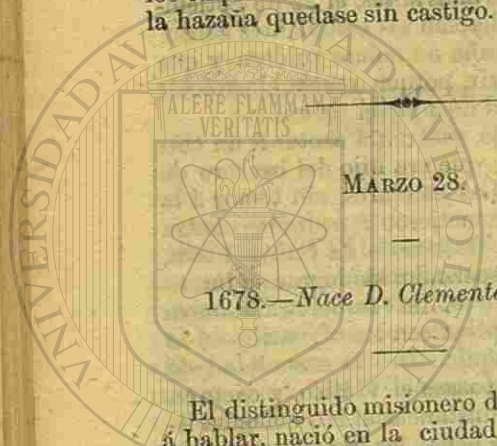 la hazaña quedase sin castigo.
ALERE FLAMMAM
VERITATIS
MARZO 28.
1678.—Nace D. Clemente
El distinguido misionero d
á hablar, nació en la ciudad